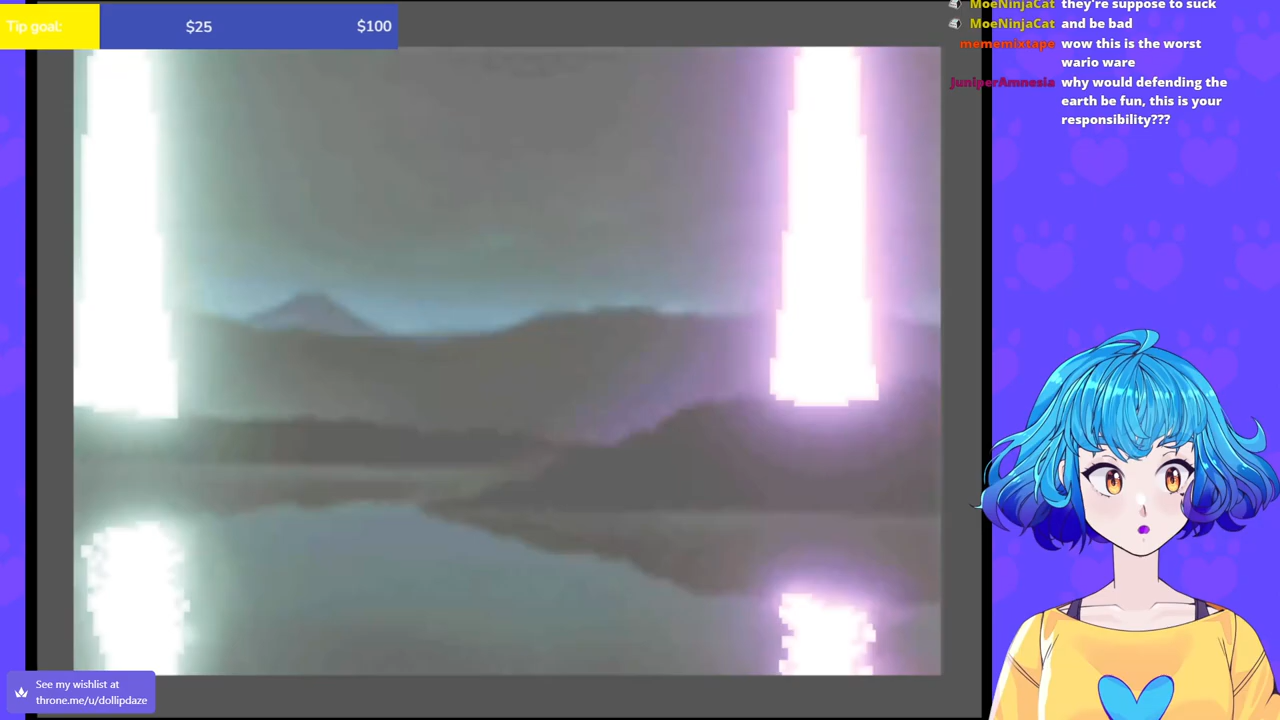 Tip goal:
$25
$100
MoeNinjaCat they're suppose to suck
MoeNinjaCat and be bad
mememixtape wow this is the worst
wario ware
JuniperAmnesia why would defending the
earth be fun, this is your
responsibility???
See my wishlist at
throne.me/u/dollipdaze